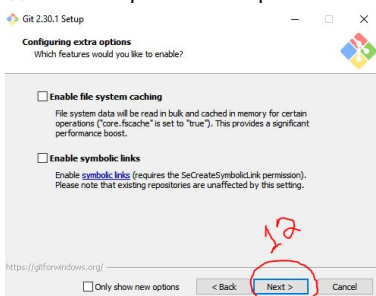 Git 2.30.1 Setup
Configuring extra options
Which features would you like to enable?
Enable file system caching
File system data will be read in bulk and cached in memory for certain
operations ("core.fscache" is set to "true"). This provides a significant
performance boost.
Enable symbolic links
Enable symbolic links (requires the SeCreateSymbolicLink permission).
Please note that existing repositories are unaffected by this setting.
12
https://gitforwindows.org/
Only show new options
< Back
Next >
Cancel